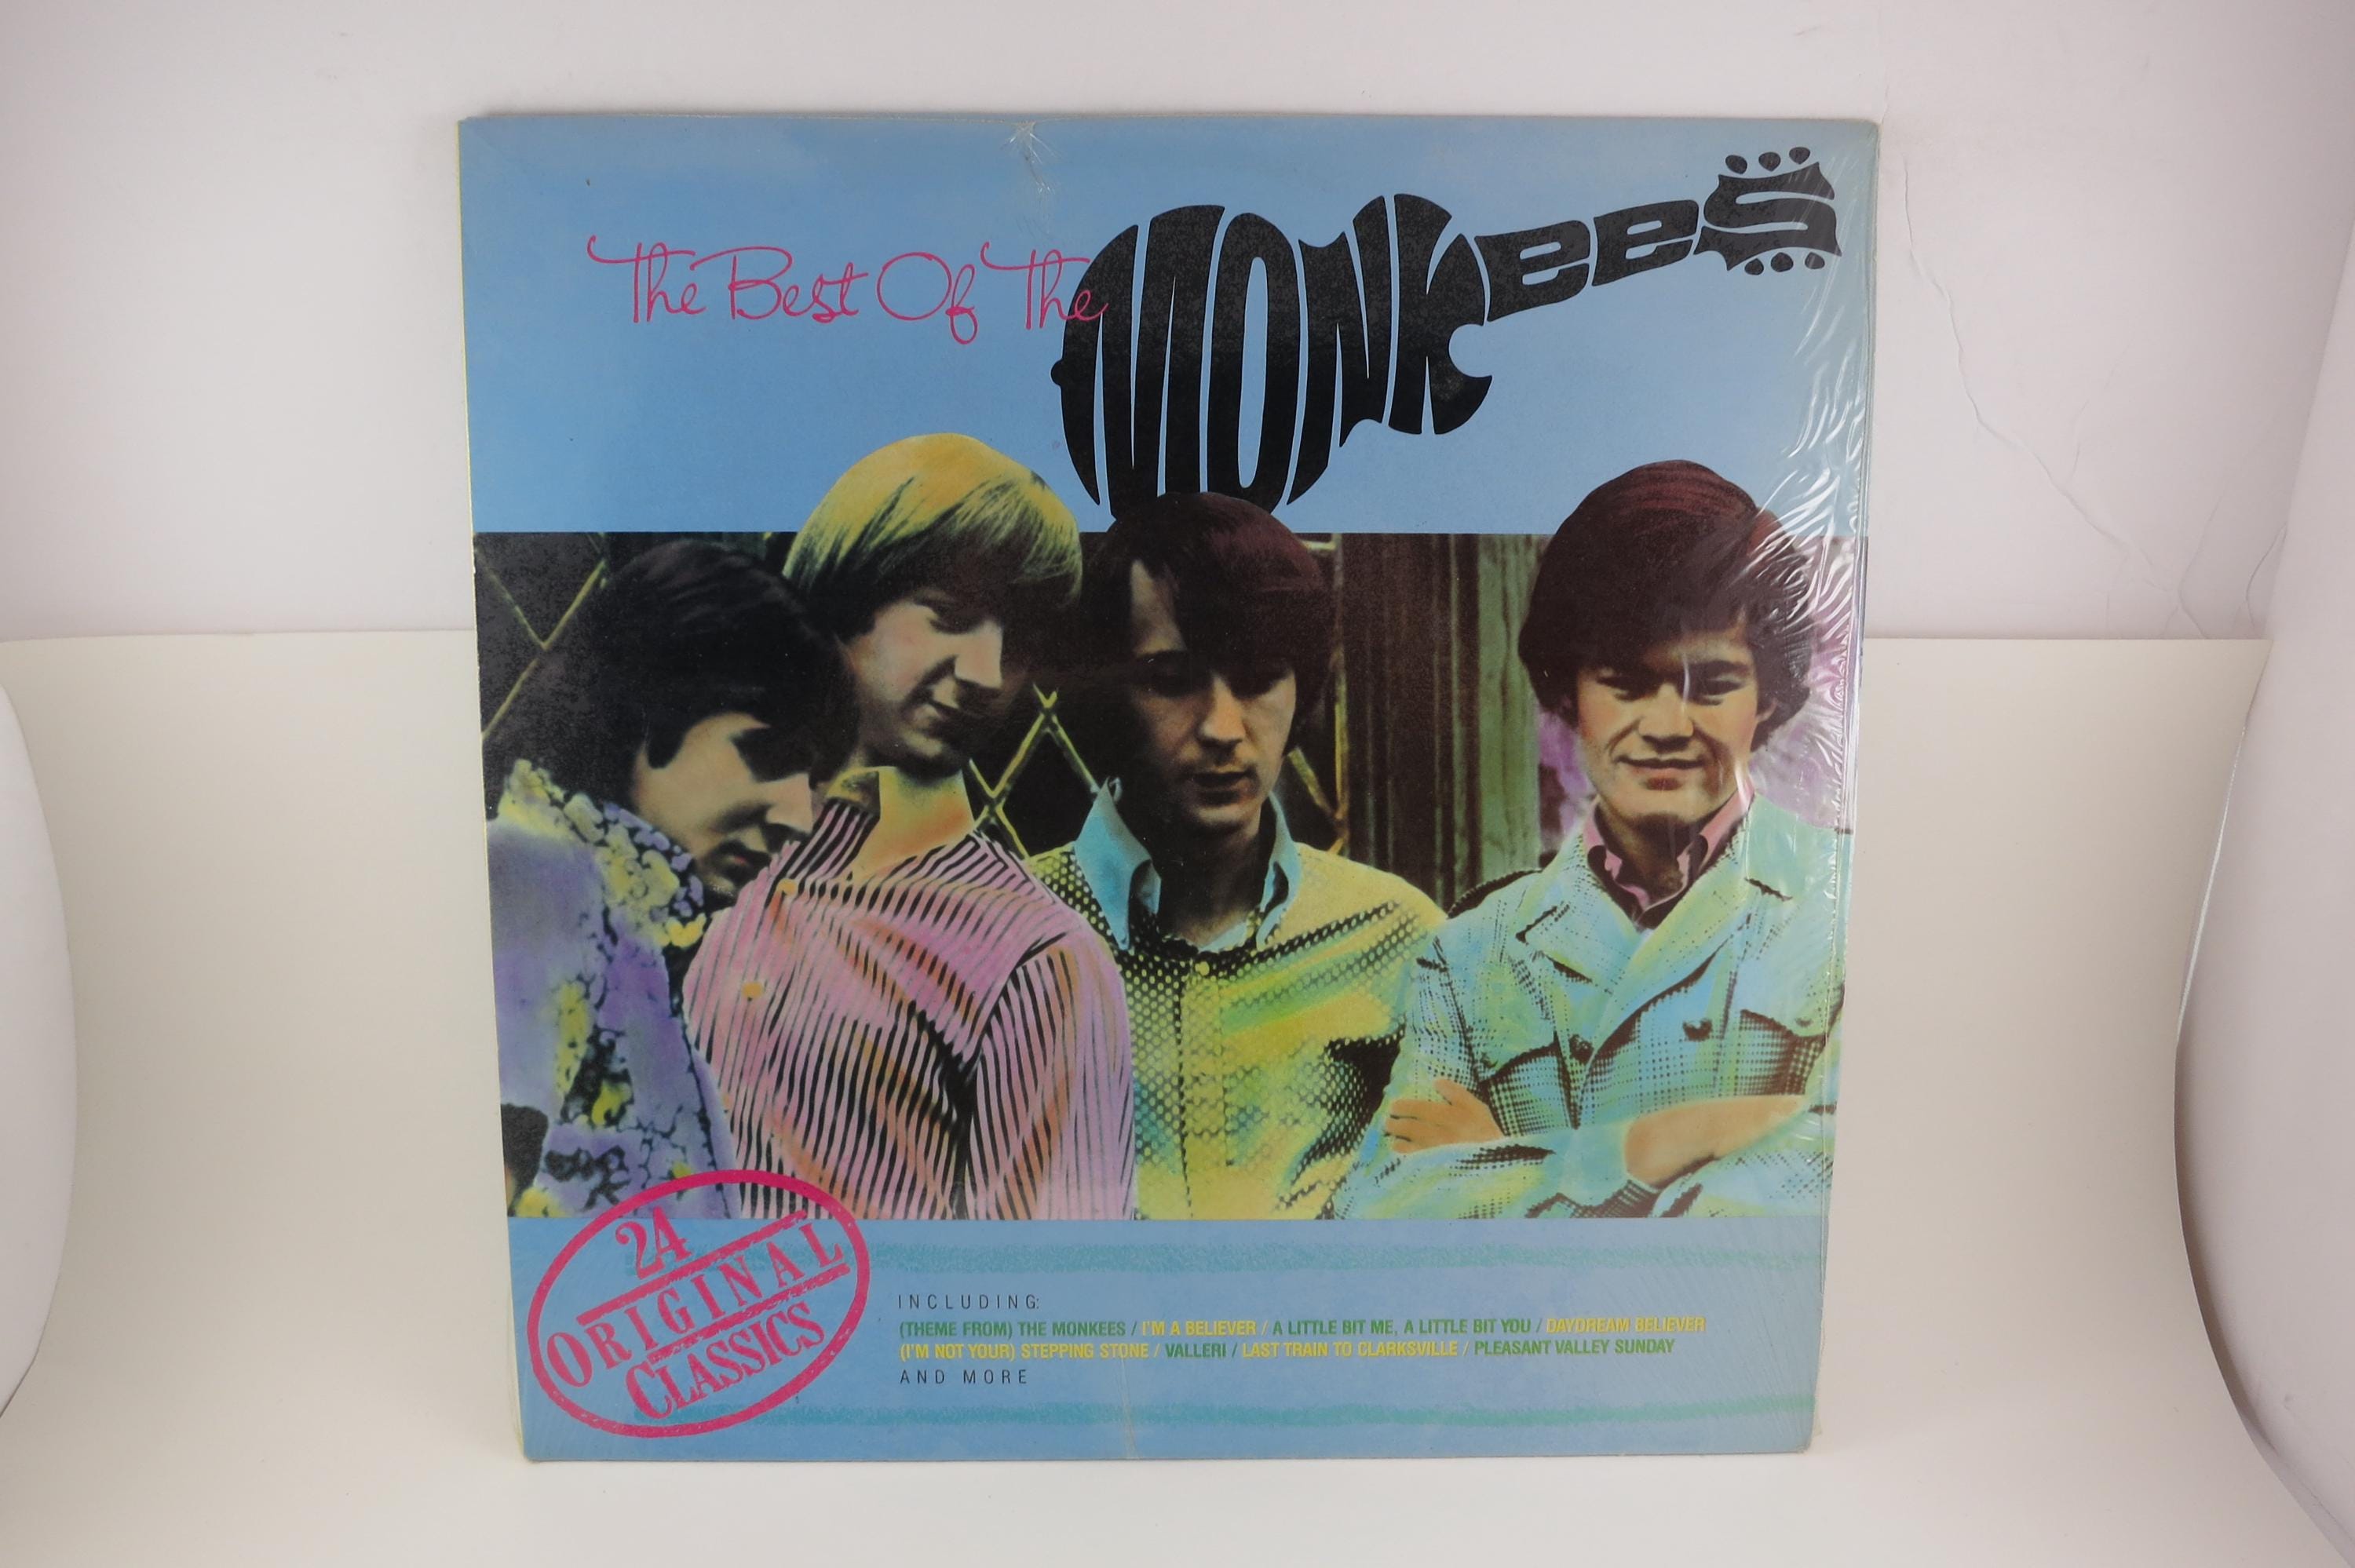 The Best Of The MONKEES
24
ORIGINAL
CLASSICS
INCLUDING:
(THEME FROM) THE MONKEES / I'M A BELIEVER / A LITTLE BIT ME, A LITTLE BIT YOU / DAYDREAM BELIEVER
(I'M NOT YOUR) STEPPING STONE / VALLERI / LAST TRAIN TO CLARKSVILLE / PLEASANT VALLEY SUNDAY
AND MORE